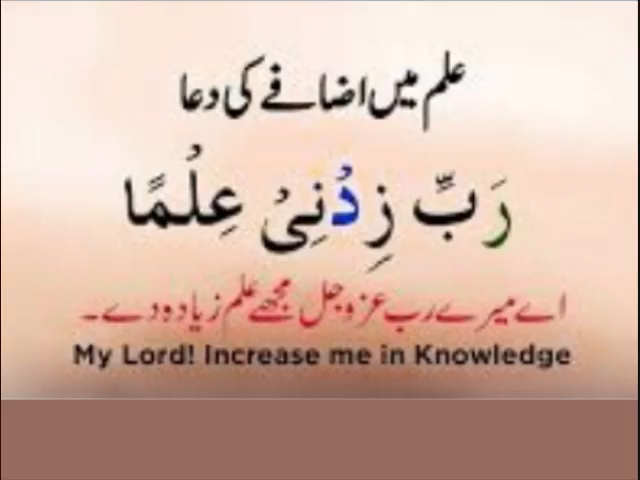 علم میں اضافے کی دعا
رَبِّ زِدْنِیْ عِلْمًا
اے میرے رب عزوجل مجھے علم زیادہ دے۔
My Lord! Increase me in Knowledge